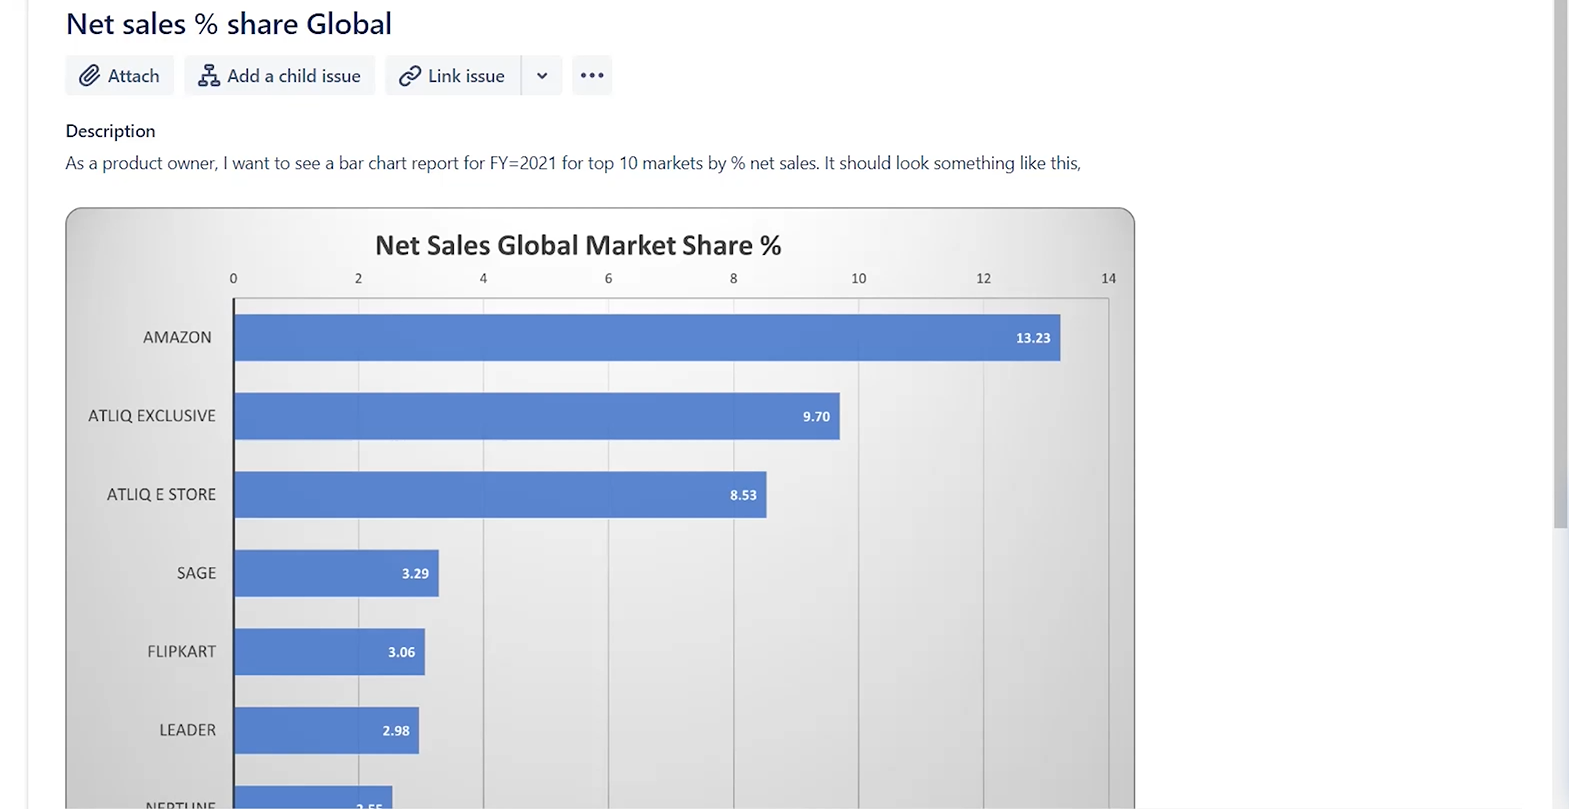 Net sales % share Global
Attach
Add a child issue
Link issue
Description
As a product owner, I want to see a bar chart report for FY=2021 for top 10 markets by % net sales. It should look something like this,
Net Sales Global Market Share %
0 2 4 6 8 10 12 14
AMAZON 13.23
ATLIQ EXCLUSIVE 9.70
ATLIQ E STORE 8.53
SAGE 3.29
FLIPKART 3.06
LEADER 2.98
NEPTUNE 2.55